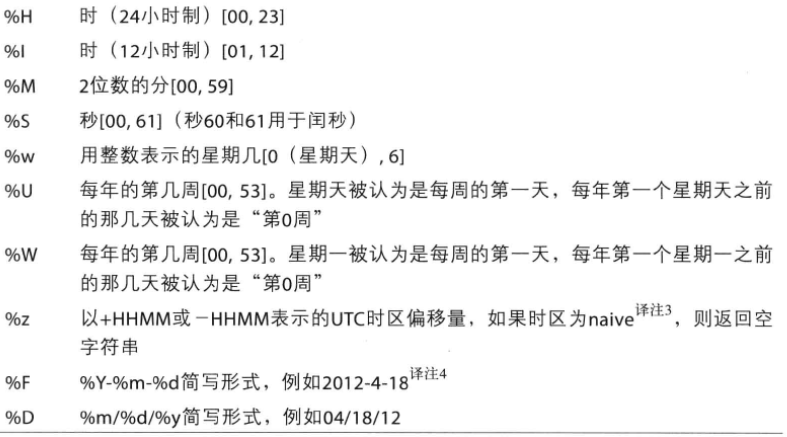 %H 时（24小时制）[00, 23]
%I 时（12小时制）[01, 12]
%M 2位数的分[00, 59]
%S 秒[00, 61]（秒60和61用于闰秒）
%w 用整数表示的星期几[0（星期天）, 6]
%U 每年的第几周[00, 53]。星期天被认为是每周的第一天，每年第一个星期天之前
的那几天被认为是“第0周”
%W 每年的第几周[00, 53]。星期一被认为是每周的第一天，每年第一个星期一之前
的那几天被认为是“第0周”
%z 以+HHMM或－HHMM表示的UTC时区偏移量，如果时区为naive译注3，则返回空
字符串
%F %Y-%m-%d简写形式，例如2012-4-18译注4
%D %m/%d/%y简写形式，例如04/18/12